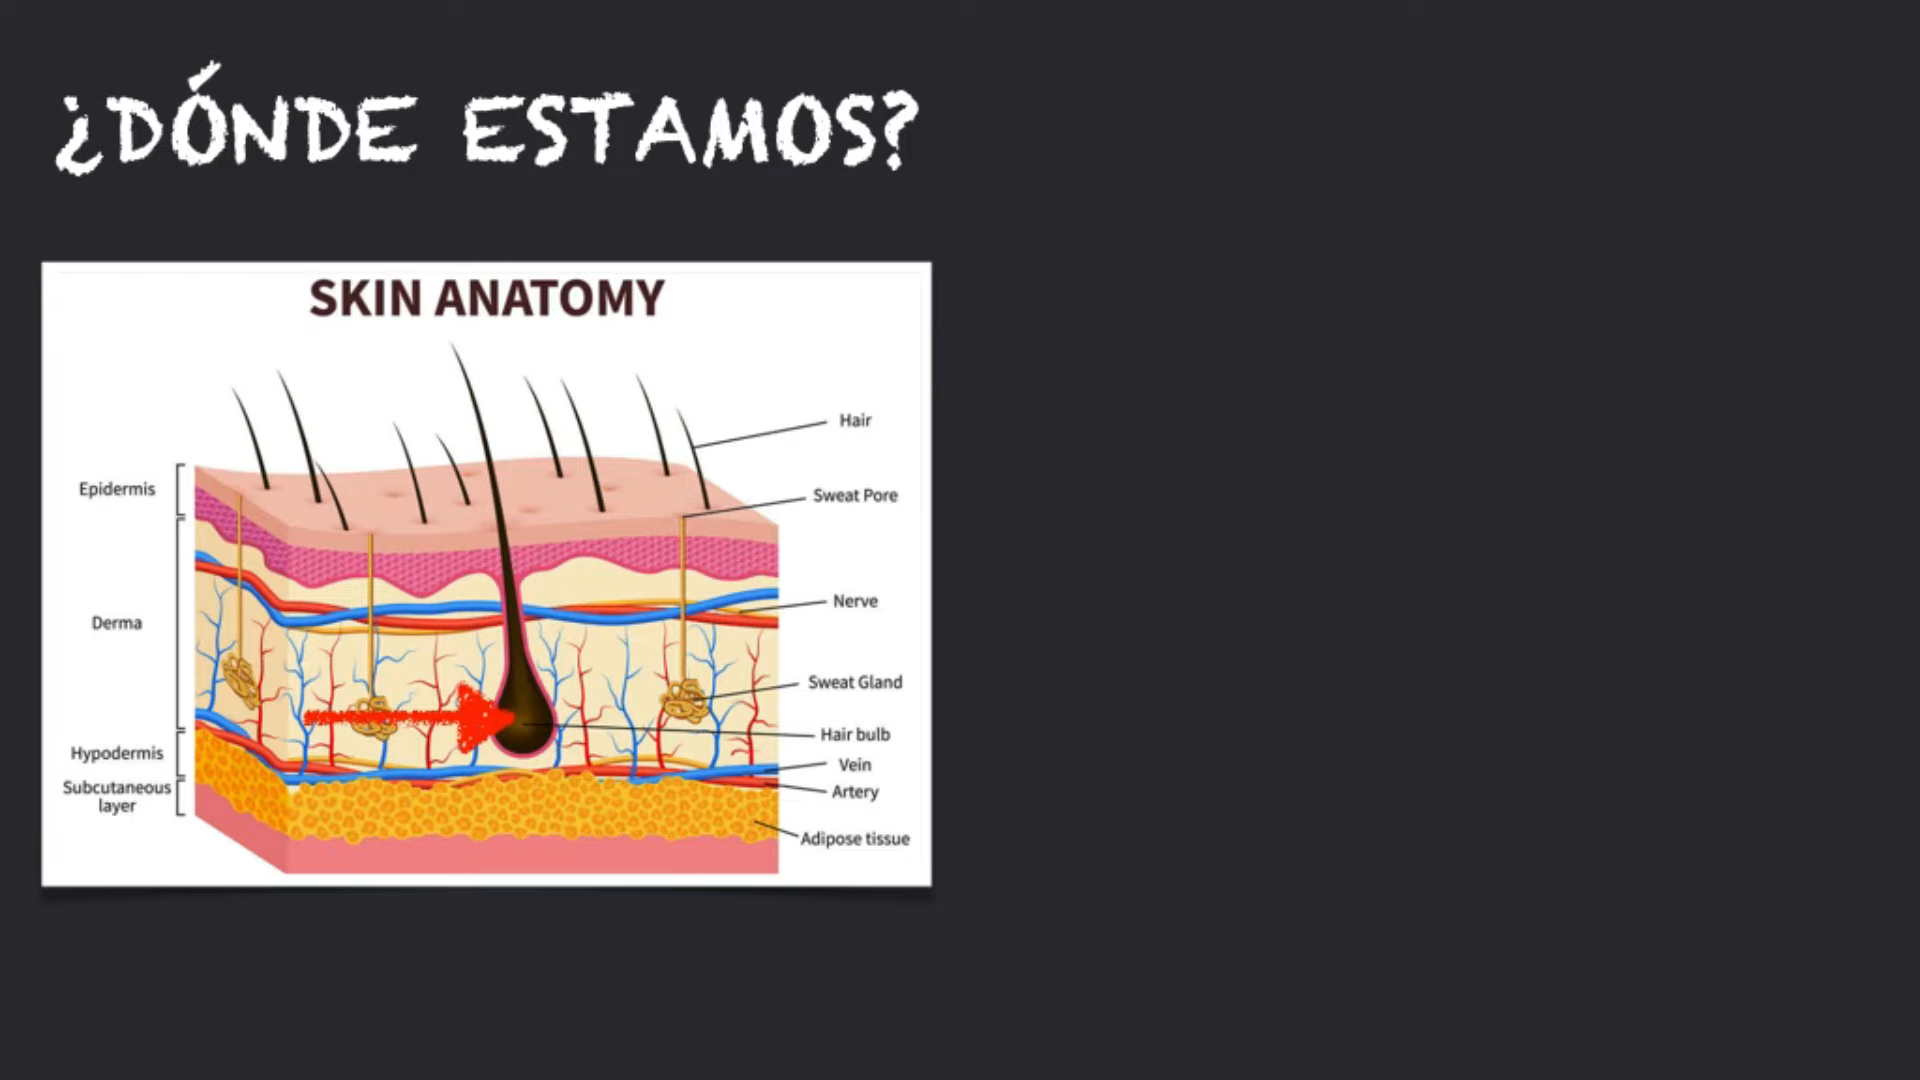 ¿DÓNDE ESTAMOS?
SKIN ANATOMY
Hair
Epidermis
Sweat Pore
Nerve
Derma
Sweat Gland
Hair bulb
Hypodermis
Vein
Subcutaneous
layer
Artery
Adipose tissue